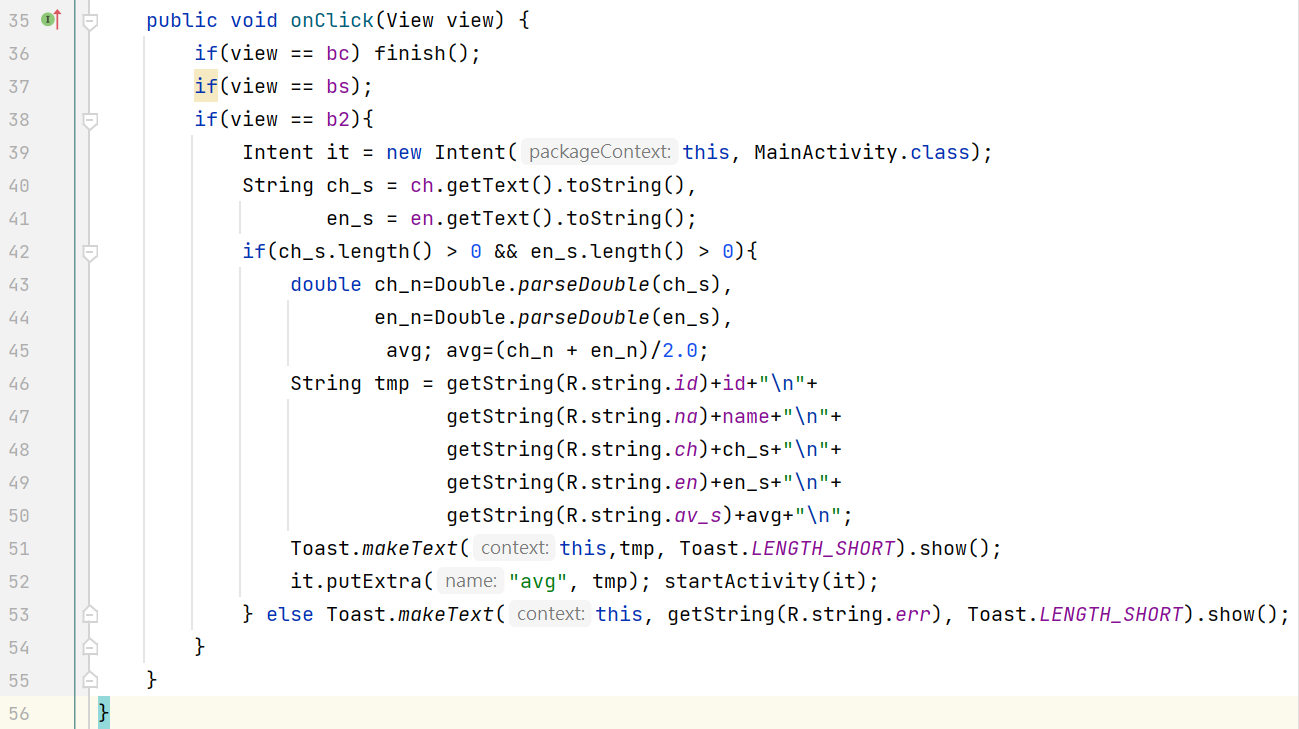 35 public void onClick(View view) {
36 if(view == bc) finish();
37 if(view == bs);
38 if(view == b2){
39 Intent it = new Intent( packageContext: this, MainActivity.class);
40 String ch_s = ch.getText().toString(),
41 en_s = en.getText().toString();
42 if(ch_s.length() > 0 && en_s.length() > 0){
43 double ch_n=Double.parseDouble(ch_s),
44 en_n=Double.parseDouble(en_s),
45 avg; avg=(ch_n + en_n)/2.0;
46 String tmp = getString(R.string.id)+id+"\n"+
47 getString(R.string.na)+name+"\n"+
48 getString(R.string.ch)+ch_s+"\n"+
49 getString(R.string.en)+en_s+"\n"+
50 getString(R.string.av_s)+avg+"\n";
51 Toast.makeText( context: this,tmp, Toast.LENGTH_SHORT).show();
52 it.putExtra( name: "avg", tmp); startActivity(it);
53 } else Toast.makeText( context: this, getString(R.string.err), Toast.LENGTH_SHORT).show();
54 }
55 }
56 }